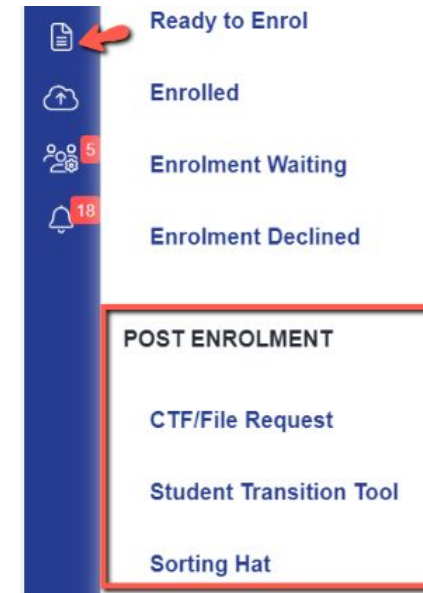 Ready to Enrol
Enrolled
5
Enrolment Waiting
18
Enrolment Declined
POST ENROLMENT
CTF/File Request
Student Transition Tool
Sorting Hat